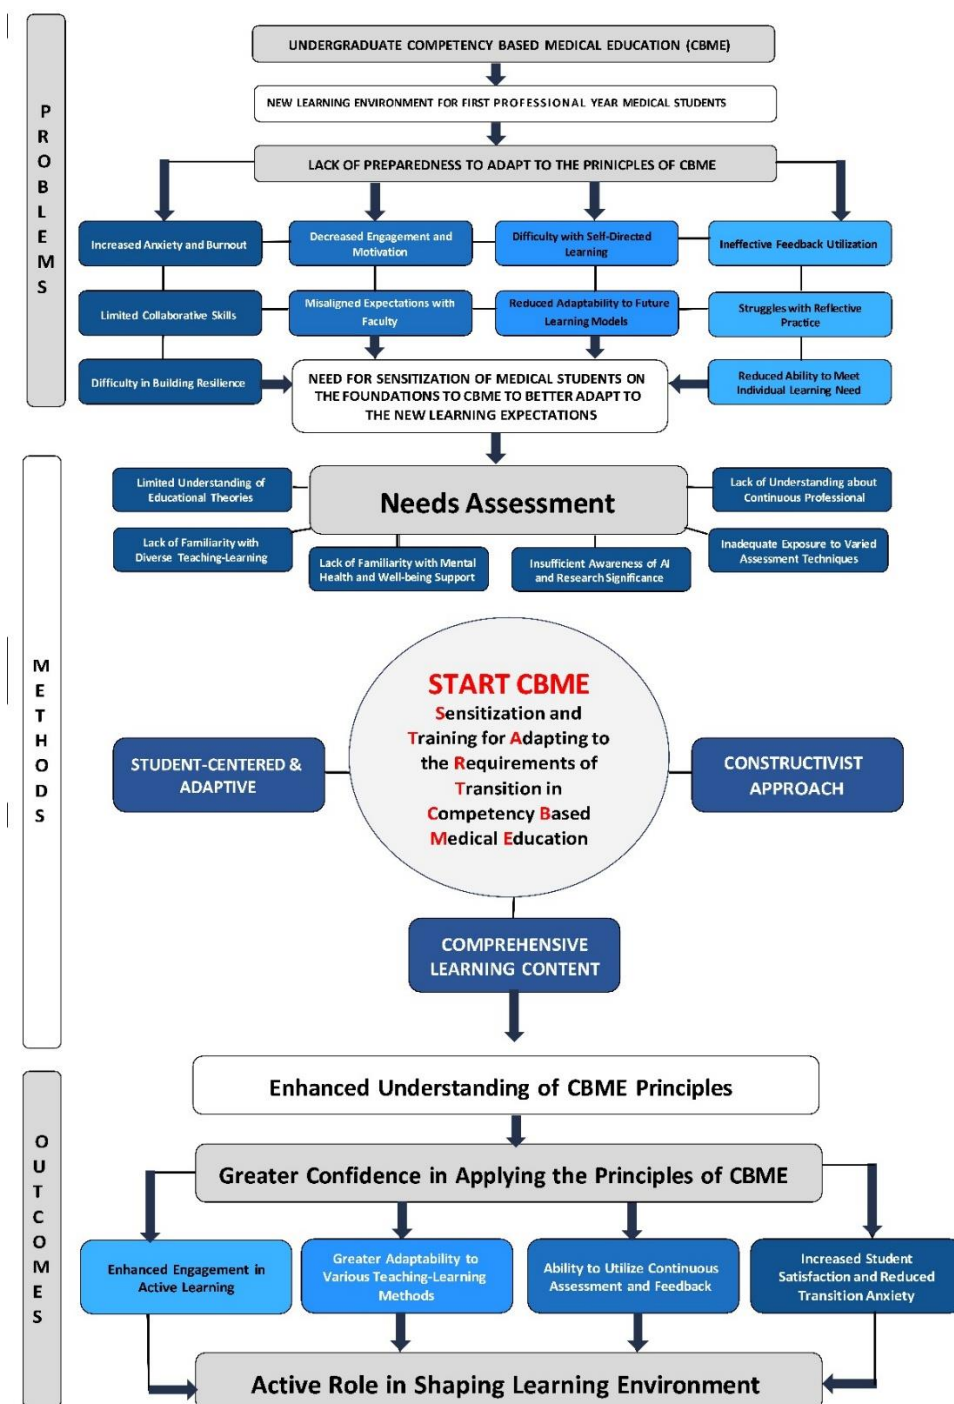 PROBLEMS
UNDERGRADUATE COMPETENCY BASED MEDICAL EDUCATION (CBME)
NEW LEARNING ENVIRONMENT FOR FIRST PROFESSIONAL YEAR MEDICAL STUDENTS
LACK OF PREPAREDNESS TO ADAPT TO THE PRINICPLES OF CBME
Increased Anxiety and Burnout
Decreased Engagement and
Motivation
Difficulty with Self-Directed
Learning
Ineffective Feedback Utilization
Limited Collaborative Skills
Misaligned Expectations with
Faculty
Reduced Adaptability to Future
Learning Models
Struggles with Reflective
Practice
Difficulty in Building Resilience
NEED FOR SENSITIZATION OF MEDICAL STUDENTS ON
THE FOUNDATIONS TO CBME TO BETTER ADAPT TO
THE NEW LEARNING EXPECTATIONS
Reduced Ability to Meet
Individual Learning Need
METHODS
Limited Understanding of
Educational Theories
Needs Assessment
Lack of Understanding about
Continuous Professional
Lack of Familiarity with
Diverse Teaching-Learning
Lack of Familiarity with Mental
Health and Well-being Support
Insufficient Awareness of AI
and Research Significance
Inadequate Exposure to Varied
Assessment Techniques
START CBME
Sensitization and
Training for Adapting to
the Requirements of
Transition in
Competency Based
Medical Education
STUDENT-CENTERED &
ADAPTIVE
CONSTRUCTIVIST
APPROACH
COMPREHENSIVE
LEARNING CONTENT
OUTCOMES
Enhanced Understanding of CBME Principles
Greater Confidence in Applying the Principles of CBME
Enhanced Engagement in
Active Learning
Greater Adaptability to
Various Teaching-Learning
Methods
Ability to Utilize Continuous
Assessment and Feedback
Increased Student
Satisfaction and Reduced
Transition Anxiety
Active Role in Shaping Learning Environment